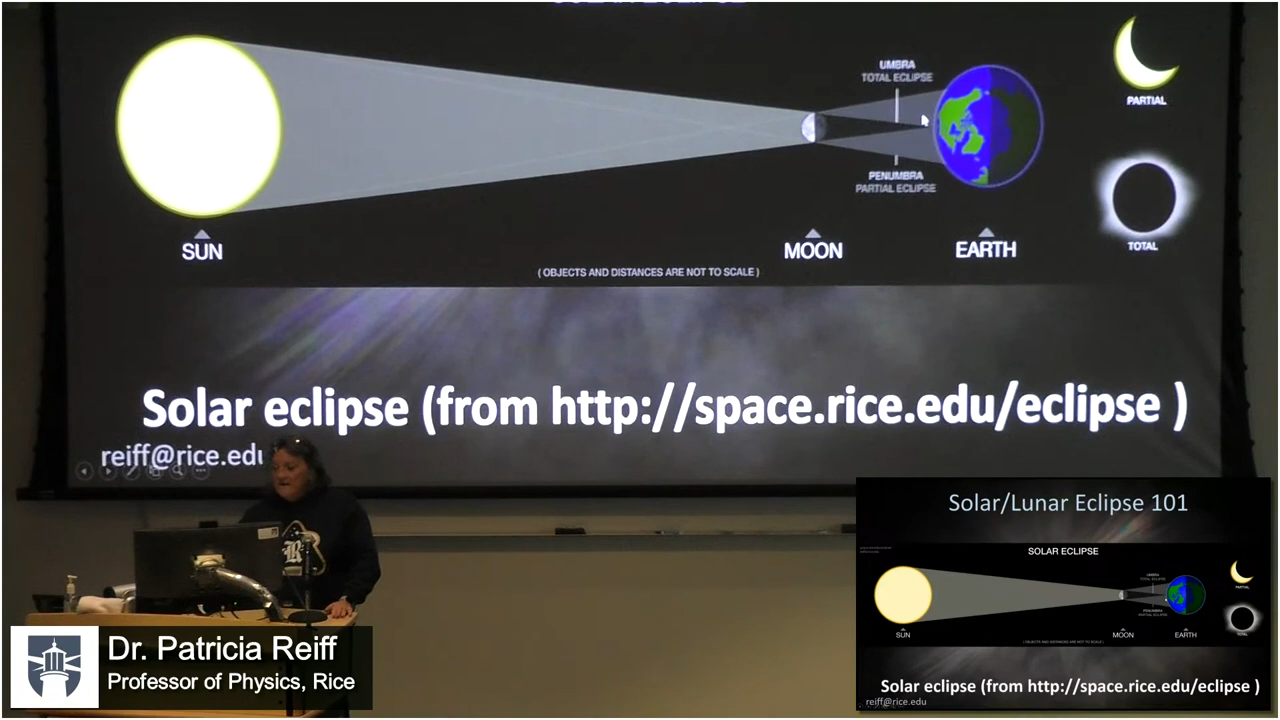 SOLAR ECLIPSE
UMBRA
TOTAL ECLIPSE
PARTIAL
PENUMBRA
PARTIAL ECLIPSE
TOTAL
SUN
MOON
EARTH
( OBJECTS AND DISTANCES ARE NOT TO SCALE )
Solar eclipse (from http://space.rice.edu/eclipse )
reiff@rice.edu
R
Dr. Patricia Reiff
Professor of Physics, Rice
Solar/Lunar Eclipse 101
SOLAR ECLIPSE
UMBRA
TOTAL ECLIPSE
PARTIAL
PENUMBRA
PARTIAL ECLIPSE
TOTAL
SUN
MOON
EARTH
( OBJECTS AND DISTANCES ARE NOT TO SCALE )
Solar eclipse (from http://space.rice.edu/eclipse )
reiff@rice.edu